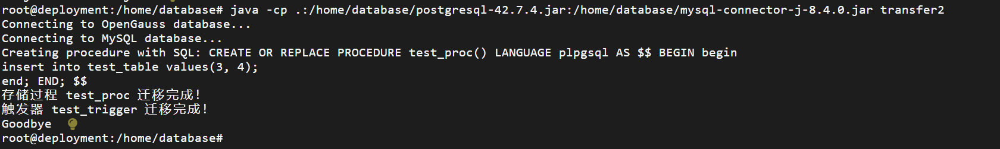 root@deployment:/home/database# java -cp .:/home/database/postgresql-42.7.4.jar:/home/database/mysql-connector-j-8.4.0.jar transfer2
Connecting to OpenGauss database...
Connecting to MySQL database...
Creating procedure with SQL: CREATE OR REPLACE PROCEDURE test_proc() LANGUAGE plpgsql AS $$ BEGIN begin
insert into test_table values(3, 4);
end; END; $$
存储过程 test_proc 迁移完成!
触发器 test_trigger 迁移完成!
Goodbye
root@deployment:/home/database#